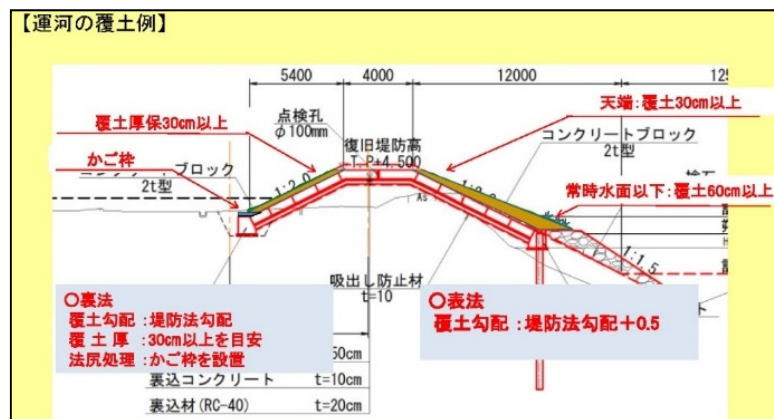 【運河の覆土例】
5400
4000
12000
点検孔
φ100mm
天端：覆土30cm以上
覆土厚保30cm以上
復旧堤防高
T.P+4.500
コンクリートブロック
2t型
かご枠
ブロック
2t型
1:2.0
常時水面以下：覆土60cm以上
As
1:1.5
吸出し防止材
t=10
○裏法
覆土勾配：堤防法勾配
覆土厚：30cm以上を目安
法尻処理：かご枠を設置
○表法
覆土勾配：堤防法勾配＋0.5
50cm
裏込コンクリート t=10cm
裏込材(RC-40) t=20cm